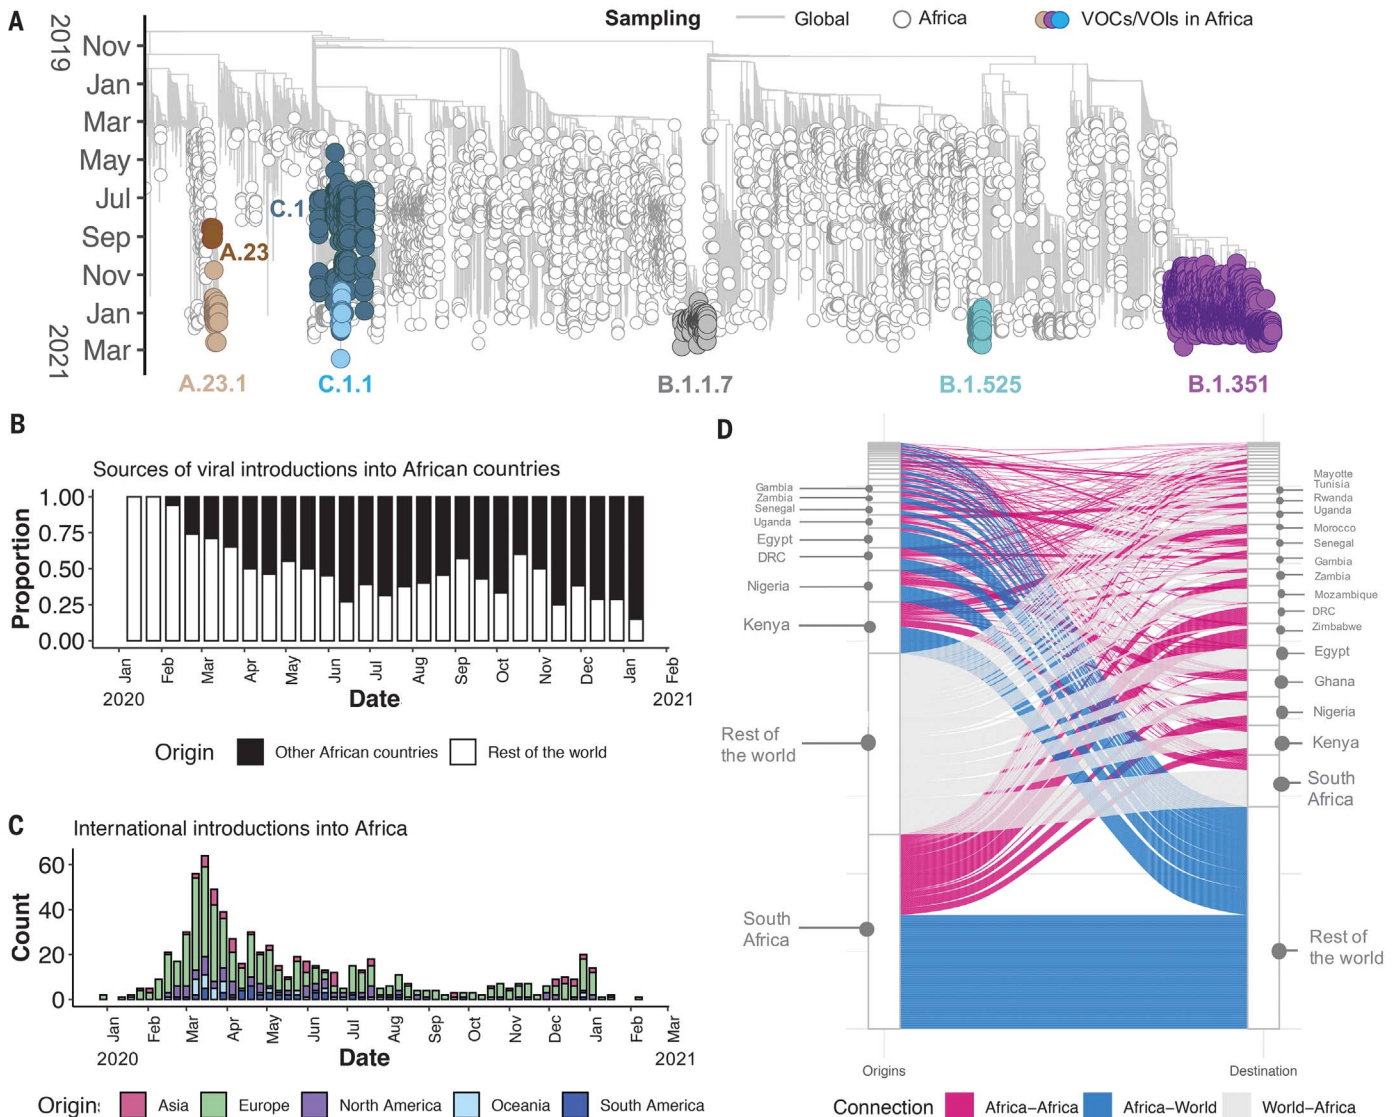 A
Sampling
Global
Africa
VOCs/VOIs in Africa
2019
Nov
Jan
Mar
May
Jul
Sep
Nov
Jan
Mar
2021
C.1
A.23
A.23.1
C.1.1
B.1.1.7
B.1.525
B.1.351
B
Sources of viral introductions into African countries
Proportion
1.00
0.75
0.50
0.25
0.00
Jan
Feb
Mar
Apr
May
Jun
Jul
Aug
Sep
Oct
Nov
Dec
Jan
Feb
2020
Date
2021
Origin
Other African countries
Rest of the world
C
International introductions into Africa
Count
60
40
20
0
Jan
Feb
Mar
Apr
May
Jun
Jul
Aug
Sep
Oct
Nov
Dec
Jan
Feb
Mar
2020
Date
2021
Origin:
Asia
Europe
North America
Oceania
South America
D
Gambia
Zambia
Senegal
Uganda
Egypt
DRC
Nigeria
Kenya
Rest of
the world
South
Africa
Mayotte
Tunisia
Rwanda
Uganda
Morocco
Senegal
Gambia
Zambia
Mozambique
DRC
Zimbabwe
Egypt
Ghana
Nigeria
Kenya
South
Africa
Rest of
the world
Origins
Destination
Connection
Africa–Africa
Africa–World
World–Africa